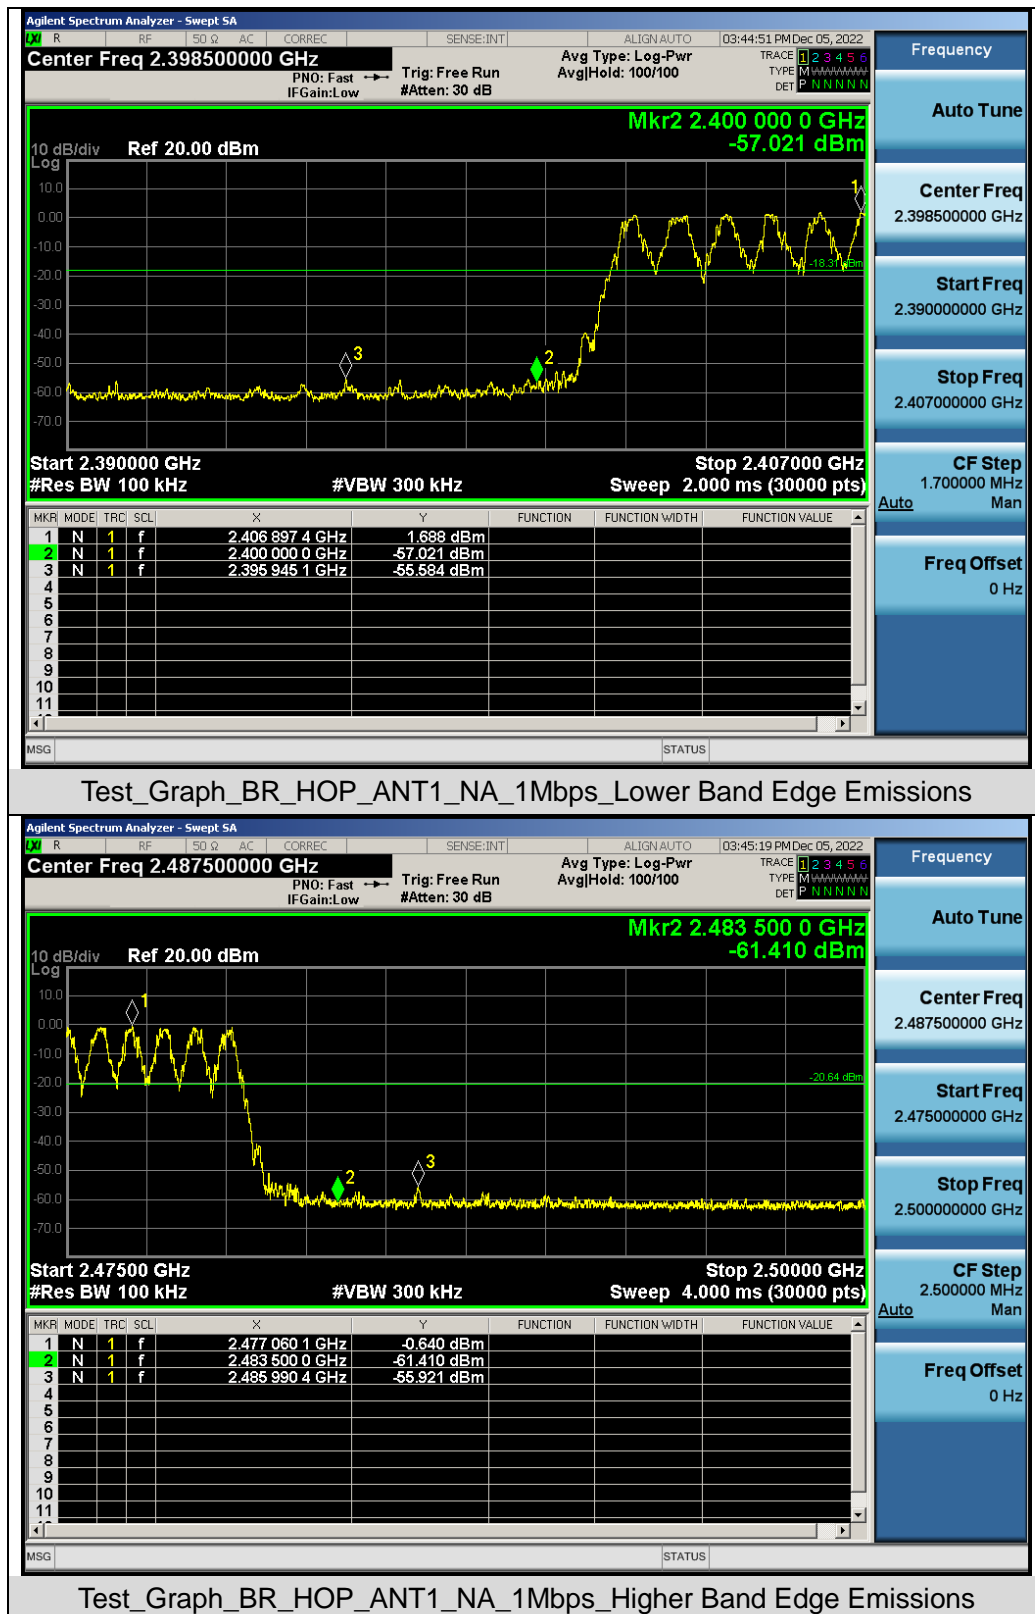 Agilent Spectrum Analyzer - Swept SA
LXI R RF 50 Ω AC CORREC SENSE:INT ALIGN AUTO 03:44:51 PM Dec 05, 2022
Center Freq 2.398500000 GHz
PNO: Fast
IFGain:Low
Trig: Free Run
#Atten: 30 dB
Avg Type: Log-Pwr
Avg|Hold: 100/100
TRACE 1 2 3 4 5 6
TYPE M
DET P N N N N N
Mkr2 2.400 000 0 GHz
-57.021 dBm
10 dB/div Ref 20.00 dBm
Log
10.0
0.00
-10.0
-20.0
-30.0
-40.0
-50.0
-60.0
-70.0
1
2
3
-18.31 dBm
Start 2.390000 GHz Stop 2.407000 GHz
#Res BW 100 kHz #VBW 300 kHz Sweep 2.000 ms (30000 pts)
MKR MODE TRC SCL X Y FUNCTION FUNCTION WIDTH FUNCTION VALUE
1 N 1 f 2.406 897 4 GHz 1.688 dBm
2 N 1 f 2.400 000 0 GHz -57.021 dBm
3 N 1 f 2.395 945 1 GHz -55.584 dBm
4
5
6
7
8
9
10
11
MSG STATUS
Frequency
Auto Tune
Center Freq
2.398500000 GHz
Start Freq
2.390000000 GHz
Stop Freq
2.407000000 GHz
CF Step
1.700000 MHz
Auto Man
Freq Offset
0 Hz
Test_Graph_BR_HOP_ANT1_NA_1Mbps_Lower Band Edge Emissions
Agilent Spectrum Analyzer - Swept SA
LXI R RF 50 Ω AC CORREC SENSE:INT ALIGN AUTO 03:45:19 PM Dec 05, 2022
Center Freq 2.487500000 GHz
PNO: Fast
IFGain:Low
Trig: Free Run
#Atten: 30 dB
Avg Type: Log-Pwr
Avg|Hold: 100/100
TRACE 1 2 3 4 5 6
TYPE M
DET P N N N N N
Mkr2 2.483 500 0 GHz
-61.410 dBm
10 dB/div Ref 20.00 dBm
Log
10.0
0.00
-10.0
-20.0
-30.0
-40.0
-50.0
-60.0
-70.0
1
2
3
-20.64 dBm
Start 2.47500 GHz Stop 2.50000 GHz
#Res BW 100 kHz #VBW 300 kHz Sweep 4.000 ms (30000 pts)
MKR MODE TRC SCL X Y FUNCTION FUNCTION WIDTH FUNCTION VALUE
1 N 1 f 2.477 060 1 GHz -0.640 dBm
2 N 1 f 2.483 500 0 GHz -61.410 dBm
3 N 1 f 2.485 990 4 GHz -55.921 dBm
4
5
6
7
8
9
10
11
MSG STATUS
Frequency
Auto Tune
Center Freq
2.487500000 GHz
Start Freq
2.475000000 GHz
Stop Freq
2.500000000 GHz
CF Step
2.500000 MHz
Auto Man
Freq Offset
0 Hz
Test_Graph_BR_HOP_ANT1_NA_1Mbps_Higher Band Edge Emissions